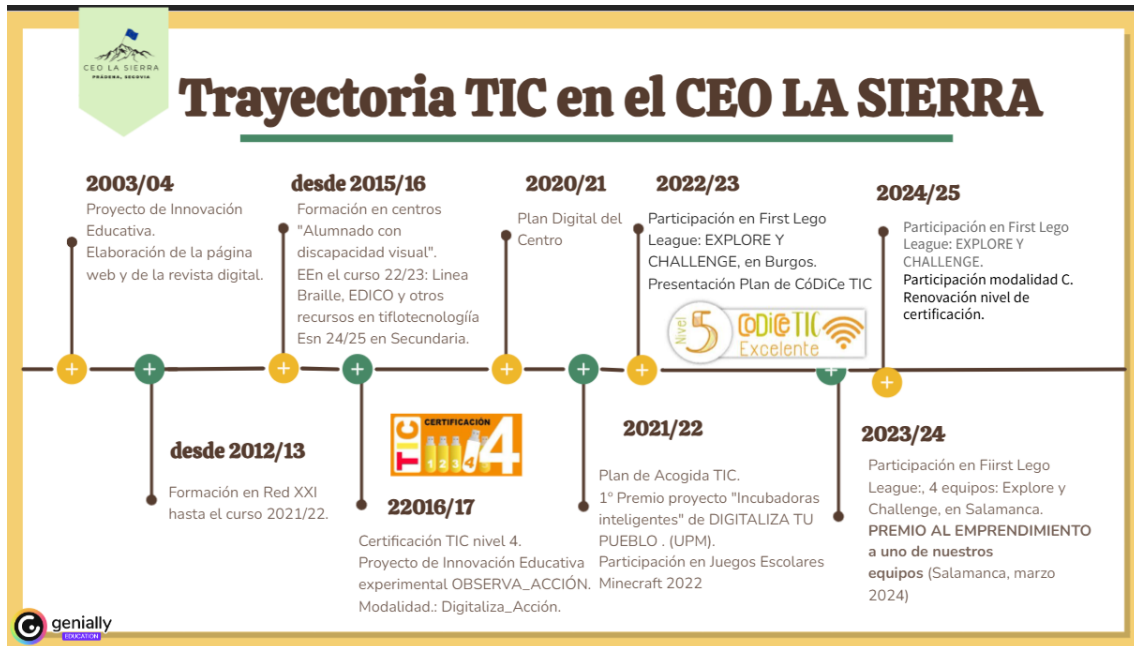 CEO LA SIERRA
PRÁDENA, SEGOVIA
Trayectoria TIC en el CEO LA SIERRA
2003/04
Proyecto de Innovación
Educativa.
Elaboración de la página
web y de la revista digital.
desde 2012/13
Formación en Red XXI
hasta el curso 2021/22.
desde 2015/16
Formación en centros
"Alumnado con
discapacidad visual".
EEn el curso 22/23: Linea
Braille, EDICO y otros
recursos en tiflotecnologíía
Esn 24/25 en Secundaria.
TIC
CERTIFICACIÓN
1 2 3 4 4
22016/17
Certificación TIC nivel 4.
Proyecto de Innovación Educativa
experimental OBSERVA_ACCIÓN.
Modalidad.: Digitaliza_Acción.
2020/21
Plan Digital del
Centro
2021/22
Plan de Acogida TIC.
1º Premio proyecto "Incubadoras
inteligentes" de DIGITALIZA TU
PUEBLO . (UPM).
Participación en Juegos Escolares
Minecraft 2022
2022/23
Participación en First Lego
League: EXPLORE Y
CHALLENGE, en Burgos.
Presentación Plan de CóDiCe TIC
Nivel 5 CoDiCe TIC
Excelente
2023/24
Participación en Fiirst Lego
League:, 4 equipos: Explore y
Challenge, en Salamanca.
PREMIO AL EMPRENDIMIENTO
a uno de nuestros
equipos (Salamanca, marzo
2024)
2024/25
Participación en First Lego
League: EXPLORE Y
CHALLENGE.
Participación modalidad C.
Renovación nivel de
certificación.
genially
EDUCATION